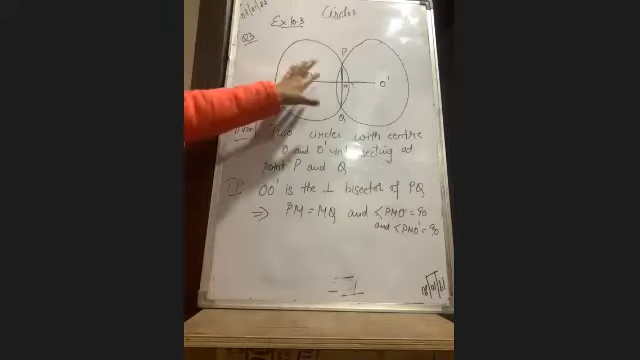 Circles
Ex 10.3
Q3
P
O'
M
Q
Given Two circles with centre
O and O' intersecting at
point P and Q
OO' is the ⊥ bisector of PQ
⇒ PM = MQ and <PMO = 90
and <PMO' = 90